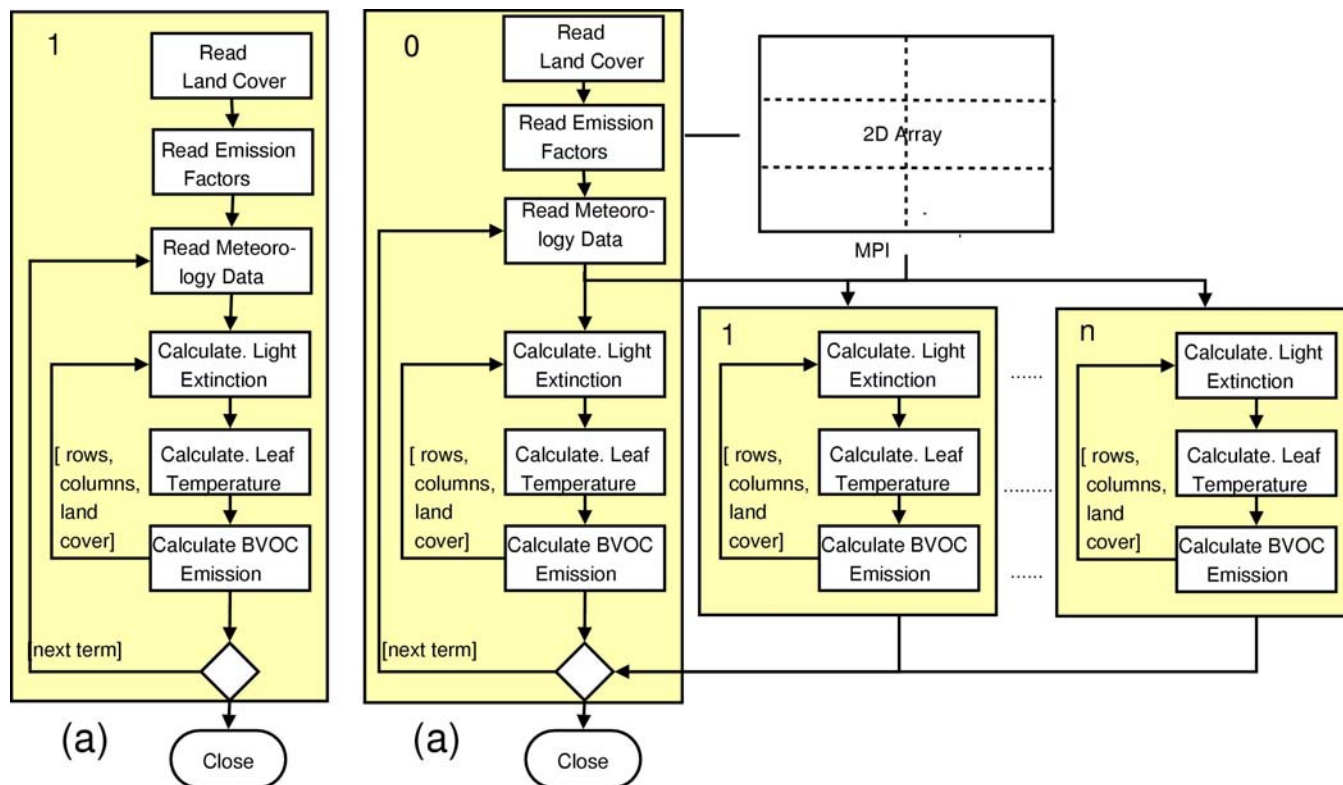 1
Read
Land Cover
Read Emission
Factors
Read Meteoro-
logy Data
Calculate. Light
Extinction
Calculate. Leaf
Temperature
Calculate BVOC
Emission
[ rows,
columns,
land
cover]
[next term]
(a)
Close
0
Read
Land Cover
Read Emission
Factors
Read Meteoro-
logy Data
Calculate. Light
Extinction
Calculate. Leaf
Temperature
Calculate BVOC
Emission
[ rows,
columns,
land
cover]
[next term]
(a)
Close
2D Array
MPI
1
Calculate. Light
Extinction
Calculate. Leaf
Temperature
Calculate BVOC
Emission
[ rows,
columns,
land
cover]
......
.........
......
n
Calculate. Light
Extinction
Calculate. Leaf
Temperature
Calculate BVOC
Emission
[ rows,
columns,
land
cover]